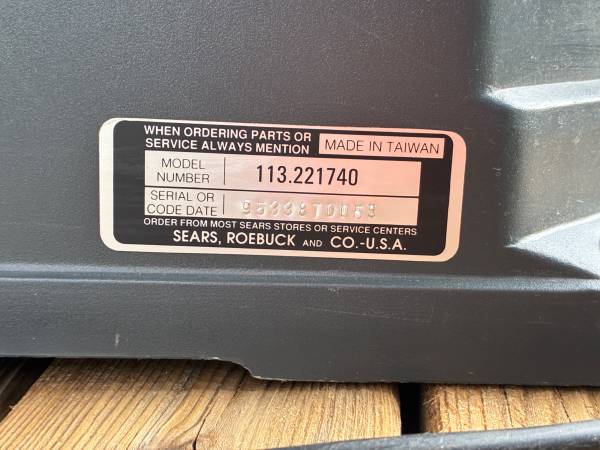 WHEN ORDERING PARTS OR
SERVICE ALWAYS MENTION
MADE IN TAIWAN
MODEL
NUMBER
113.221740
SERIAL OR
CODE DATE
ORDER FROM MOST SEARS STORES OR SERVICE CENTERS
SEARS, ROEBUCK AND CO.-U.S.A.